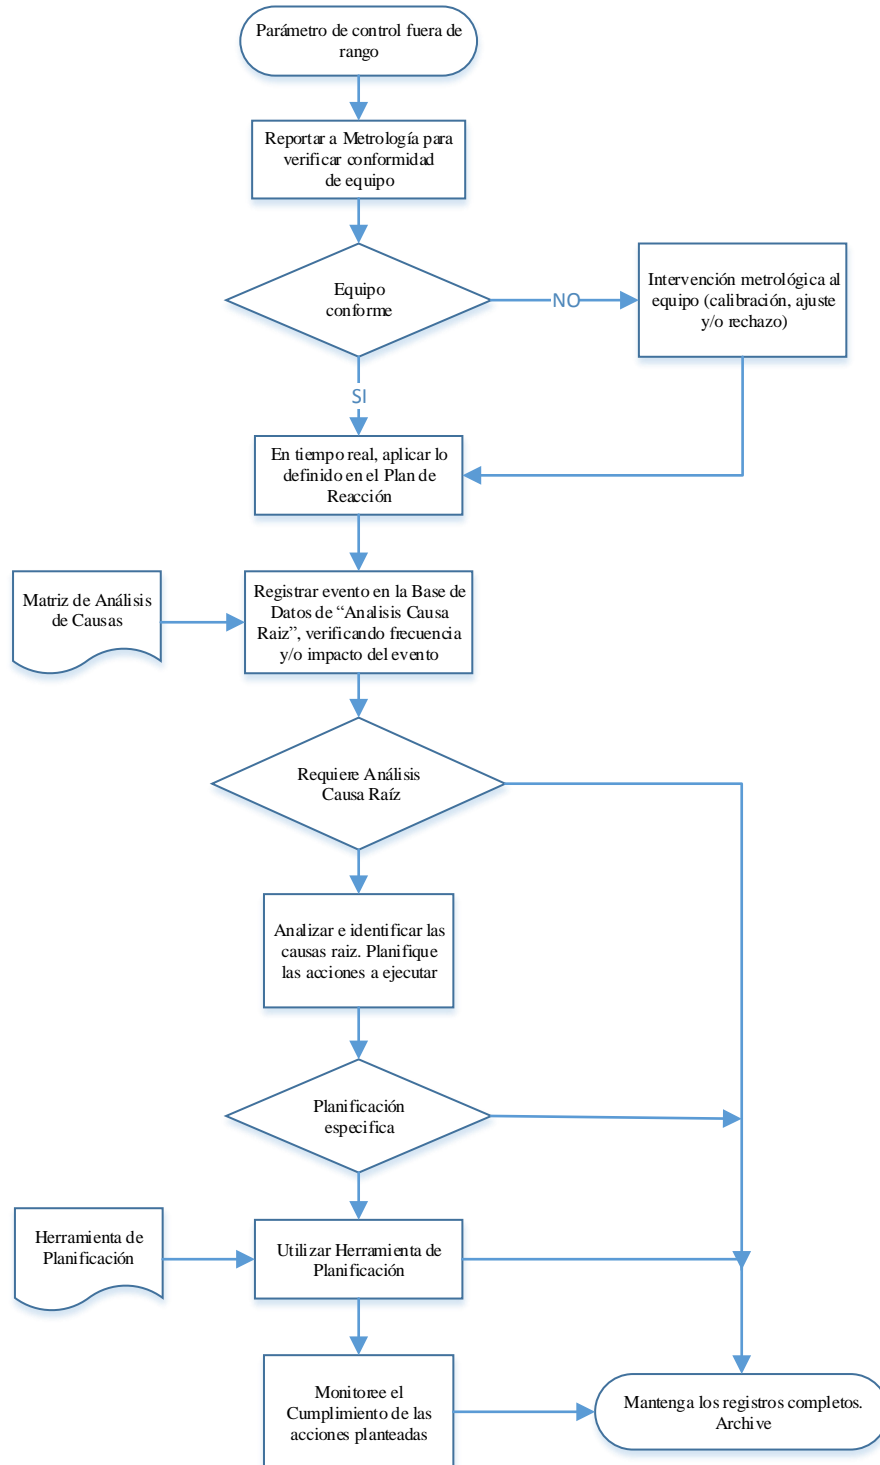 Parámetro de control fuera de
rango
Reportar a Metrología para
verificar conformidad
de equipo
Equipo
conforme
NO
Intervención metrológica al
equipo (calibración, ajuste
y/o rechazo)
SI
En tiempo real, aplicar lo
definido en el Plan de
Reacción
Matriz de Análisis
de Causas
Registrar evento en la Base de
Datos de “Analisis Causa
Raiz”, verificando frecuencia
y/o impacto del evento
Requiere Análisis
Causa Raíz
Analizar e identificar las
causas raiz. Planifique
las acciones a ejecutar
Planificación
especifica
Herramienta de
Planificación
Utilizar Herramienta de
Planificación
Monitoree el
Cumplimiento de las
acciones planteadas
Mantenga los registros completos.
Archive